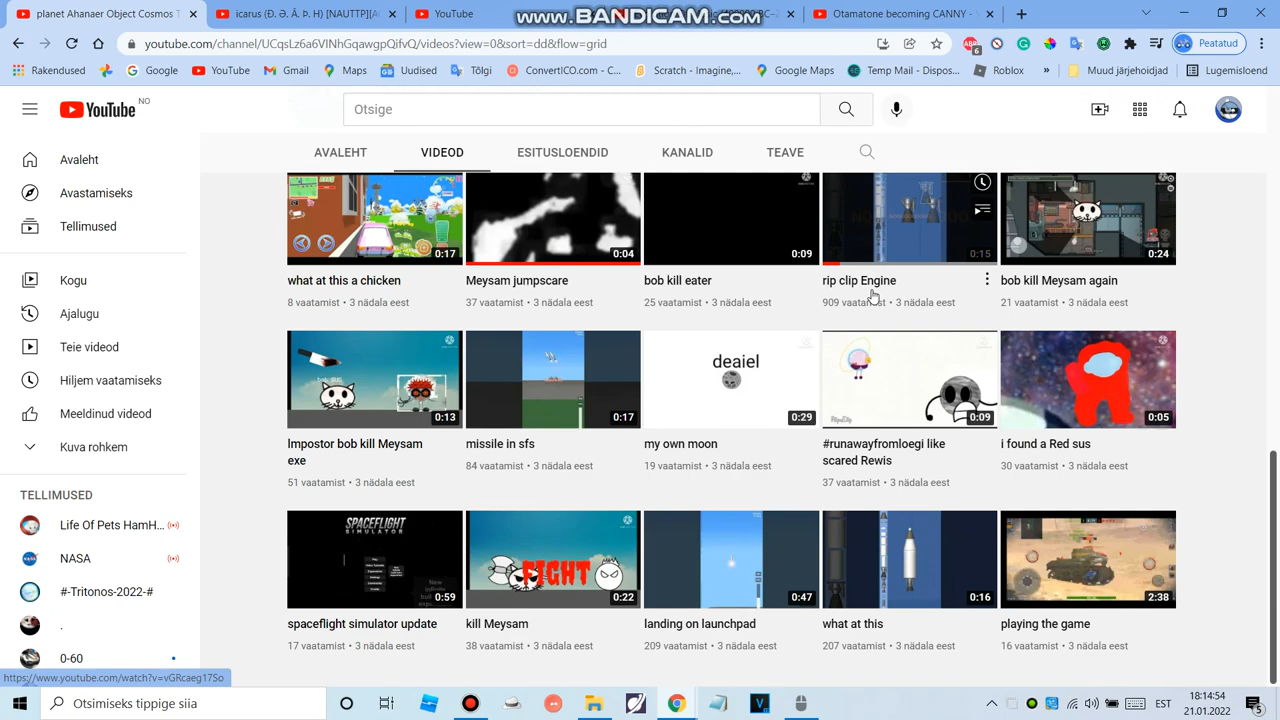 planet Ahaner Object Cosmos T
icarus (Ð. Ə. Â, Þ. H) [NAUTTP][A
YouTube
WWW.BANDICAM.COM
Otamatone becoming CANNY -
youtube.com/channel/UCqsLz6a6VINhGqawgpQifvQ/videos?view=0&sort=dd&flow=grid
Peatatud
Rakendused
Google
YouTube
Gmail
Maps
Uudised
Tõlgi
ConvertICO.com -
Scratch - Imagine,...
Google Maps
Temp Mail - Dispos...
Roblox
»
Muud järjehoidjad
Lugemisloend
YouTube NO
Otsige
AVALEHT
VIDEOD
ESITUSLOENDID
KANALID
TEAVE
Avaleht
Avastamiseks
Tellimused
Kogu
Ajalugu
Teie videod
Hiljem vaatamiseks
Meeldinud videod
Kuva rohkem
TELLIMUSED
Life Of Pets HamH...
NASA
#-Tritonos-2022-#
.
0-60
0:17
0:04
0:09
0:15
0:24
what at this a chicken
Meysam jumpscare
bob kill eater
rip clip Engine
bob kill Meysam again
8 vaatamist • 3 nädala eest
37 vaatamist • 3 nädala eest
25 vaatamist • 3 nädala eest
909 vaatamist • 3 nädala eest
21 vaatamist • 3 nädala eest
deaiel
FlipaClip
0:13
0:17
0:29
0:09
0:05
Impostor bob kill Meysam
exe
missile in sfs
my own moon
#runawayfromloegi like
scared Rewis
i found a Red sus
51 vaatamist • 3 nädala eest
84 vaatamist • 3 nädala eest
19 vaatamist • 3 nädala eest
37 vaatamist • 3 nädala eest
30 vaatamist • 3 nädala eest
SPACEFLIGHT
SIMULATOR
FIGHT
0:59
0:22
0:47
0:16
2:38
spaceflight simulator update
kill Meysam
landing on launchpad
what at this
playing the game
17 vaatamist • 3 nädala eest
38 vaatamist • 3 nädala eest
209 vaatamist • 3 nädala eest
207 vaatamist • 3 nädala eest
16 vaatamist • 3 nädala eest
https://www.youtube.com/watch?v=vGRcaeg17So
Otsimiseks tippige siia
EST
18:14:54
21.01.2022
5